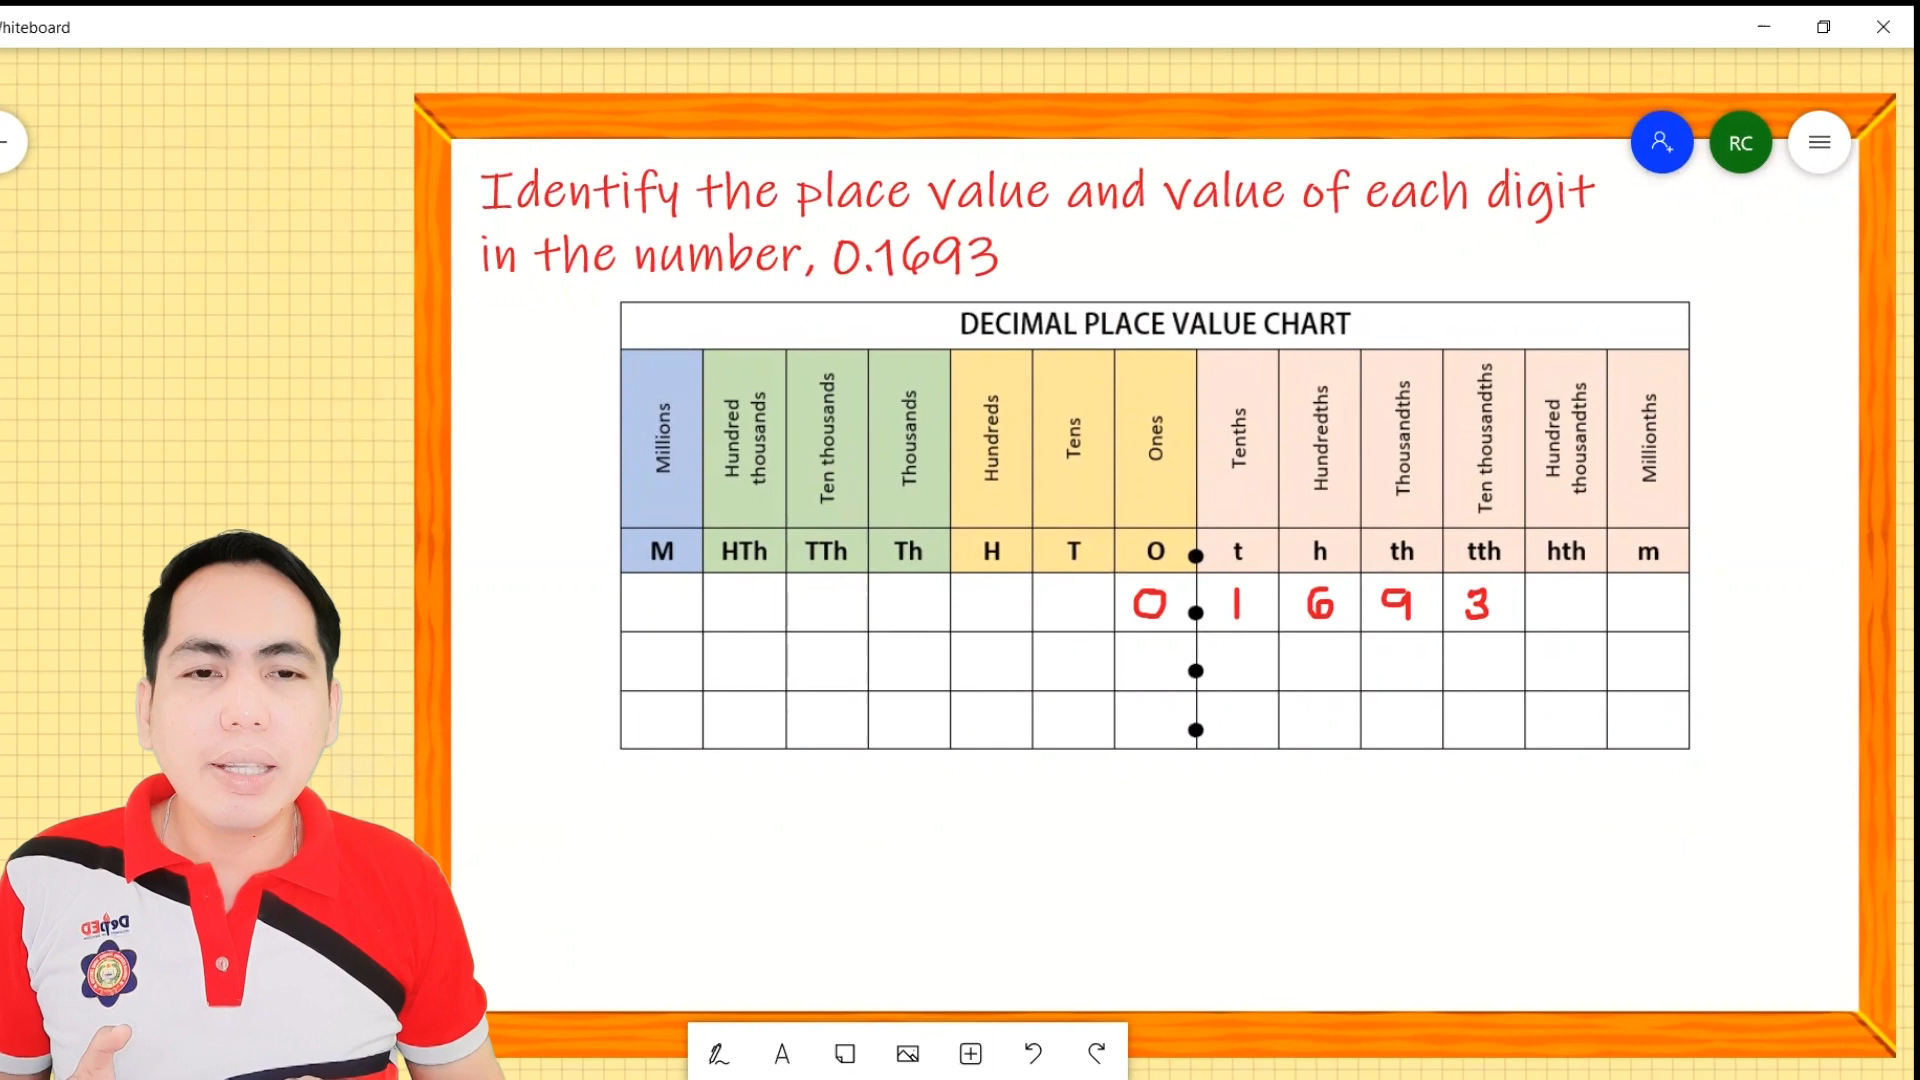 Whiteboard
RC
Identify the place value and value of each digit
in the number, 0.1693
DECIMAL PLACE VALUE CHART
Millions Hundred thousands Ten thousands Thousands Hundreds Tens Ones Tenths Hundredths Thousandths Ten thousandths Hundred thousandths Millionths
M HTh TTh Th H T O . t h th tth hth m
0 . 1 6 9 3
.
.
DepED
A